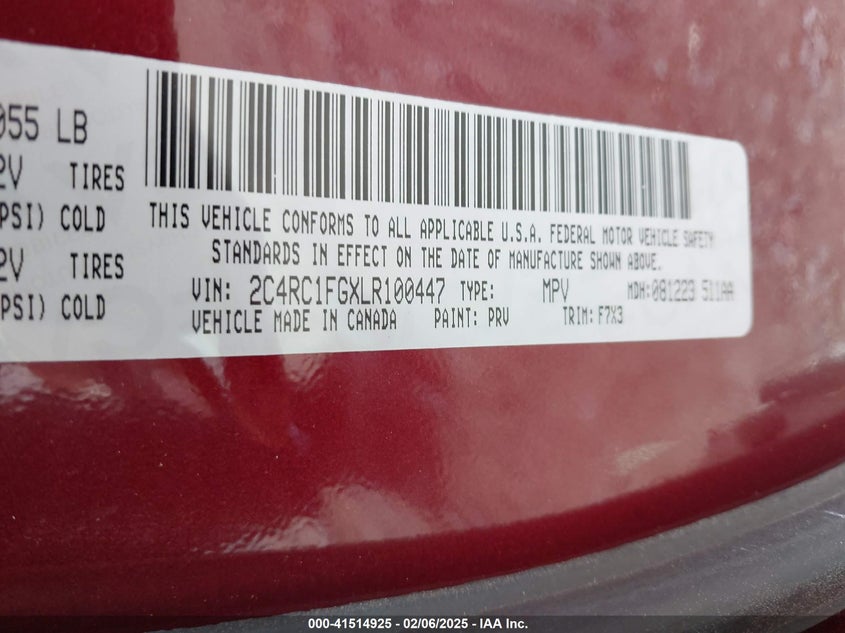 055 LB
2V TIRES
PSI) COLD
2V TIRES
PSI) COLD
THIS VEHICLE CONFORMS TO ALL APPLICABLE U.S.A. FEDERAL MOTOR VEHICLE SAFETY
STANDARDS IN EFFECT ON THE DATE OF MANUFACTURE SHOWN ABOVE.
VIN: 2C4RC1FGXLR100447 TYPE: MPV MDH:081223 511AA
VEHICLE MADE IN CANADA PAINT: PRV TRIM: F7X3
000-41514925 - 02/06/2025 - IAA Inc.